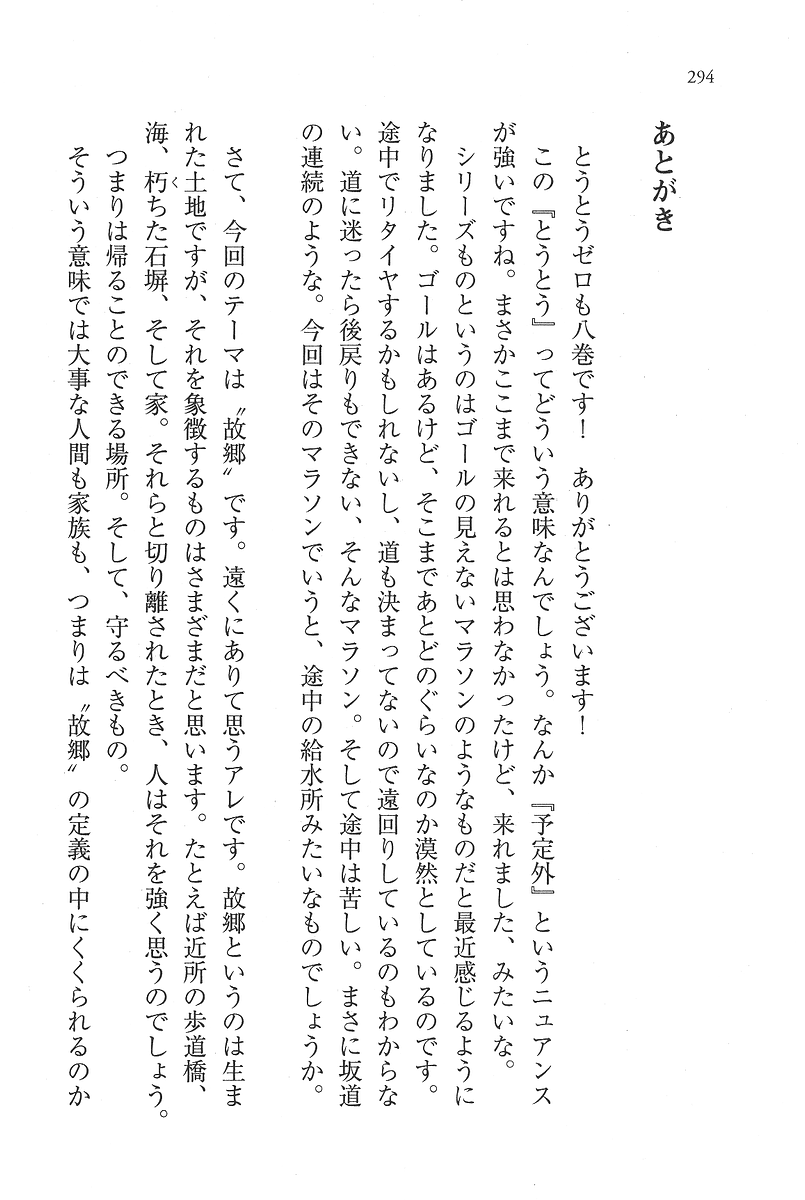 294
あとがき
とうとうゼロも八巻です！　ありがとうございます！
この『とうとう』ってどういう意味なんでしょう。なんか『予定外』というニュアンス
が強いですね。まさかここまで来れるとは思わなかったけど、来れました、みたいな。
シリーズものというのはゴールの見えないマラソンのようなものだと最近感じるように
なりました。ゴールはあるけど、そこまであとどのぐらいなのか漠然としているのです。
途中でリタイヤするかもしれないし、道も決まってないので遠回りしているのもわからな
い。道に迷ったら後戻りもできない、そんなマラソン。そして途中は苦しい。まさに坂道
の連続のような。今回はそのマラソンでいうと、途中の給水所みたいなものでしょうか。
さて、今回のテーマは〝故郷〟です。遠くにありて思うアレです。故郷というのは生ま
れた土地ですが、それを象徴するものはさまざまだと思います。たとえば近所の歩道橋、
海、朽ちた石塀、そして家。それらと切り離されたとき、人はそれを強く思うのでしょう。
く
つまりは帰ることのできる場所。そして、守るべきもの。
そういう意味では大事な人間も家族も、つまりは〝故郷〟の定義の中にくくられるのか